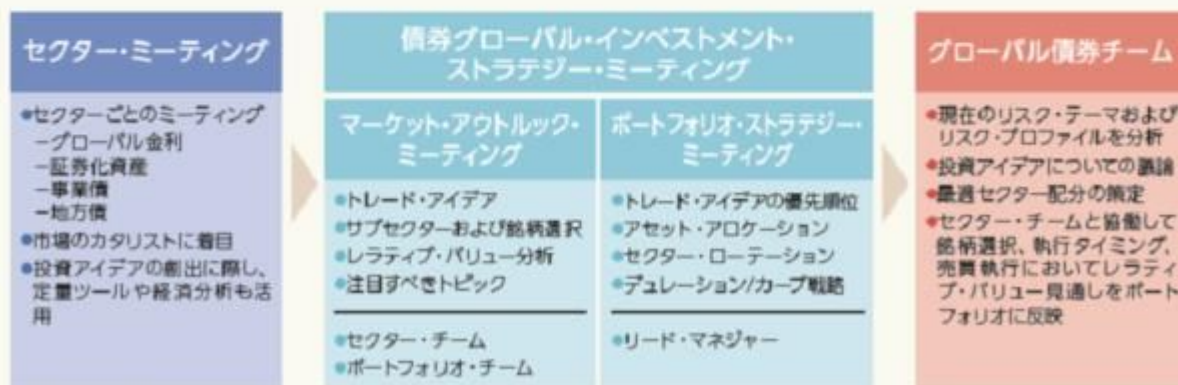 セクター・ミーティング
●セクターごとのミーティング
－グローバル金利
－証券化資産
－事業債
－地方債
●市場のカタリストに着目
●投資アイデアの創出に際し、
定量ツールや経済分析も活
用
債券グローバル・インベストメント・
ストラテジー・ミーティング
マーケット・アウトルック・
ミーティング
●トレード・アイデア
●サブセクターおよび銘柄選択
●レラティブ・バリュー分析
●注目すべきトピック
●セクター・チーム
●ポートフォリオ・チーム
ポートフォリオ・ストラテジー・
ミーティング
●トレード・アイデアの優先順位
●アセット・アロケーション
●セクター・ローテーション
●デュレーション/カーブ戦略
●リード・マネジャー
グローバル債券チーム
●現在のリスク・テーマおよび
リスク・プロファイルを分析
●投資アイデアについての議論
●最適セクター配分の策定
●セクター・チームと協働して
銘柄選択、執行タイミング、
売買執行においてレラティ
ブ・バリュー見通しをポート
フォリオに反映